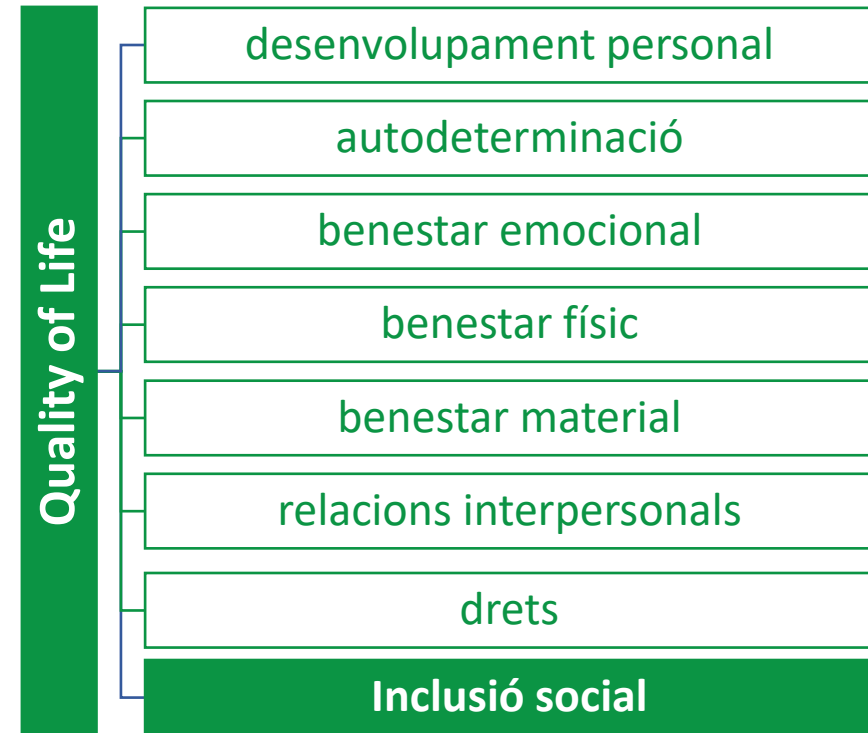 Quality of Life
desenvolupament personal
autodeterminació
benestar emocional
benestar físic
benestar material
relacions interpersonals
drets
Inclusió social